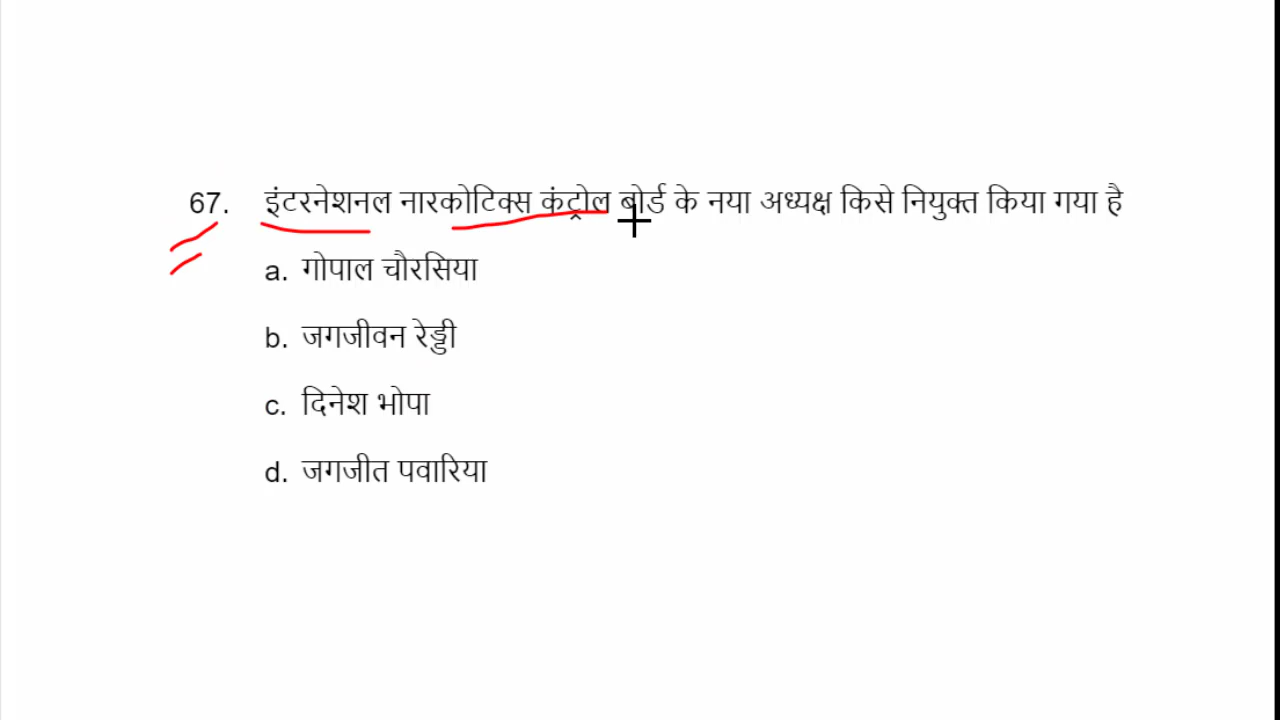 67. इंटरनेशनल नारकोटिक्स कंट्रोल बोर्ड के नया अध्यक्ष किसे नियुक्त किया गया है
a. गोपाल चौरसिया
b. जगजीवन रेड्डी
c. दिनेश भोपा
d. जगजीत पवारिया